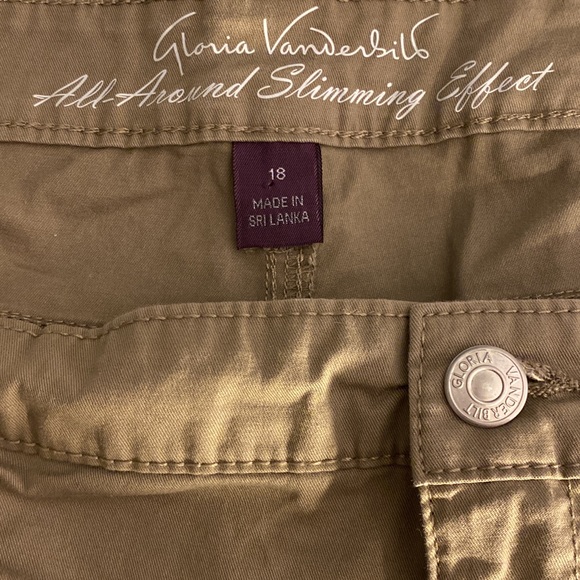 Gloria Vanderbilt
All-Around Slimming Effect
18
MADE IN
SRI LANKA
GLORIA VANDERBILT